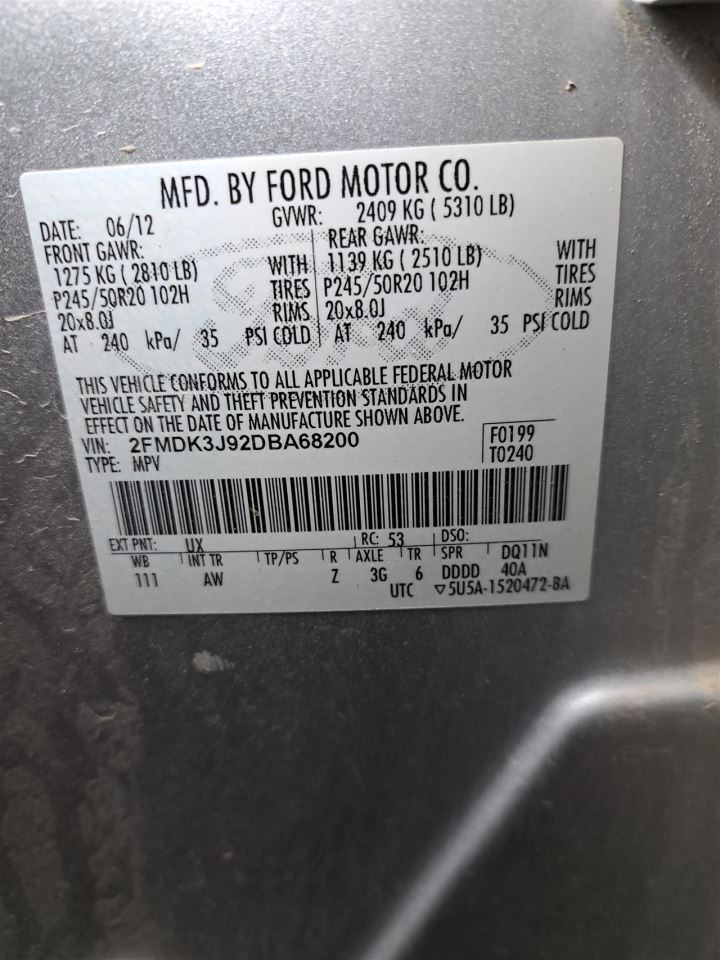 MFD. BY FORD MOTOR CO.
DATE: 06/12 GVWR: 2409 KG ( 5310 LB)
FRONT GAWR: REAR GAWR:
1275 KG ( 2810 LB) WITH 1139 KG ( 2510 LB) WITH
P245/50R20 102H TIRES P245/50R20 102H TIRES
20x8.0J RIMS 20x8.0J RIMS
AT 240 kPa/ 35 PSI COLD AT 240 kPa/ 35 PSI COLD
THIS VEHICLE CONFORMS TO ALL APPLICABLE FEDERAL MOTOR
VEHICLE SAFETY AND THEFT PREVENTION STANDARDS IN
EFFECT ON THE DATE OF MANUFACTURE SHOWN ABOVE.
VIN: 2FMDK3J92DBA68200 F0199
TYPE: MPV T0240
EXT PNT: UX RC: 53 DSO:
WB INT TR TP/PS R AXLE TR SPR DQ11N
111 AW Z 3G 6 DDDD 40A
UTC ▽5U5A-1520472-BA